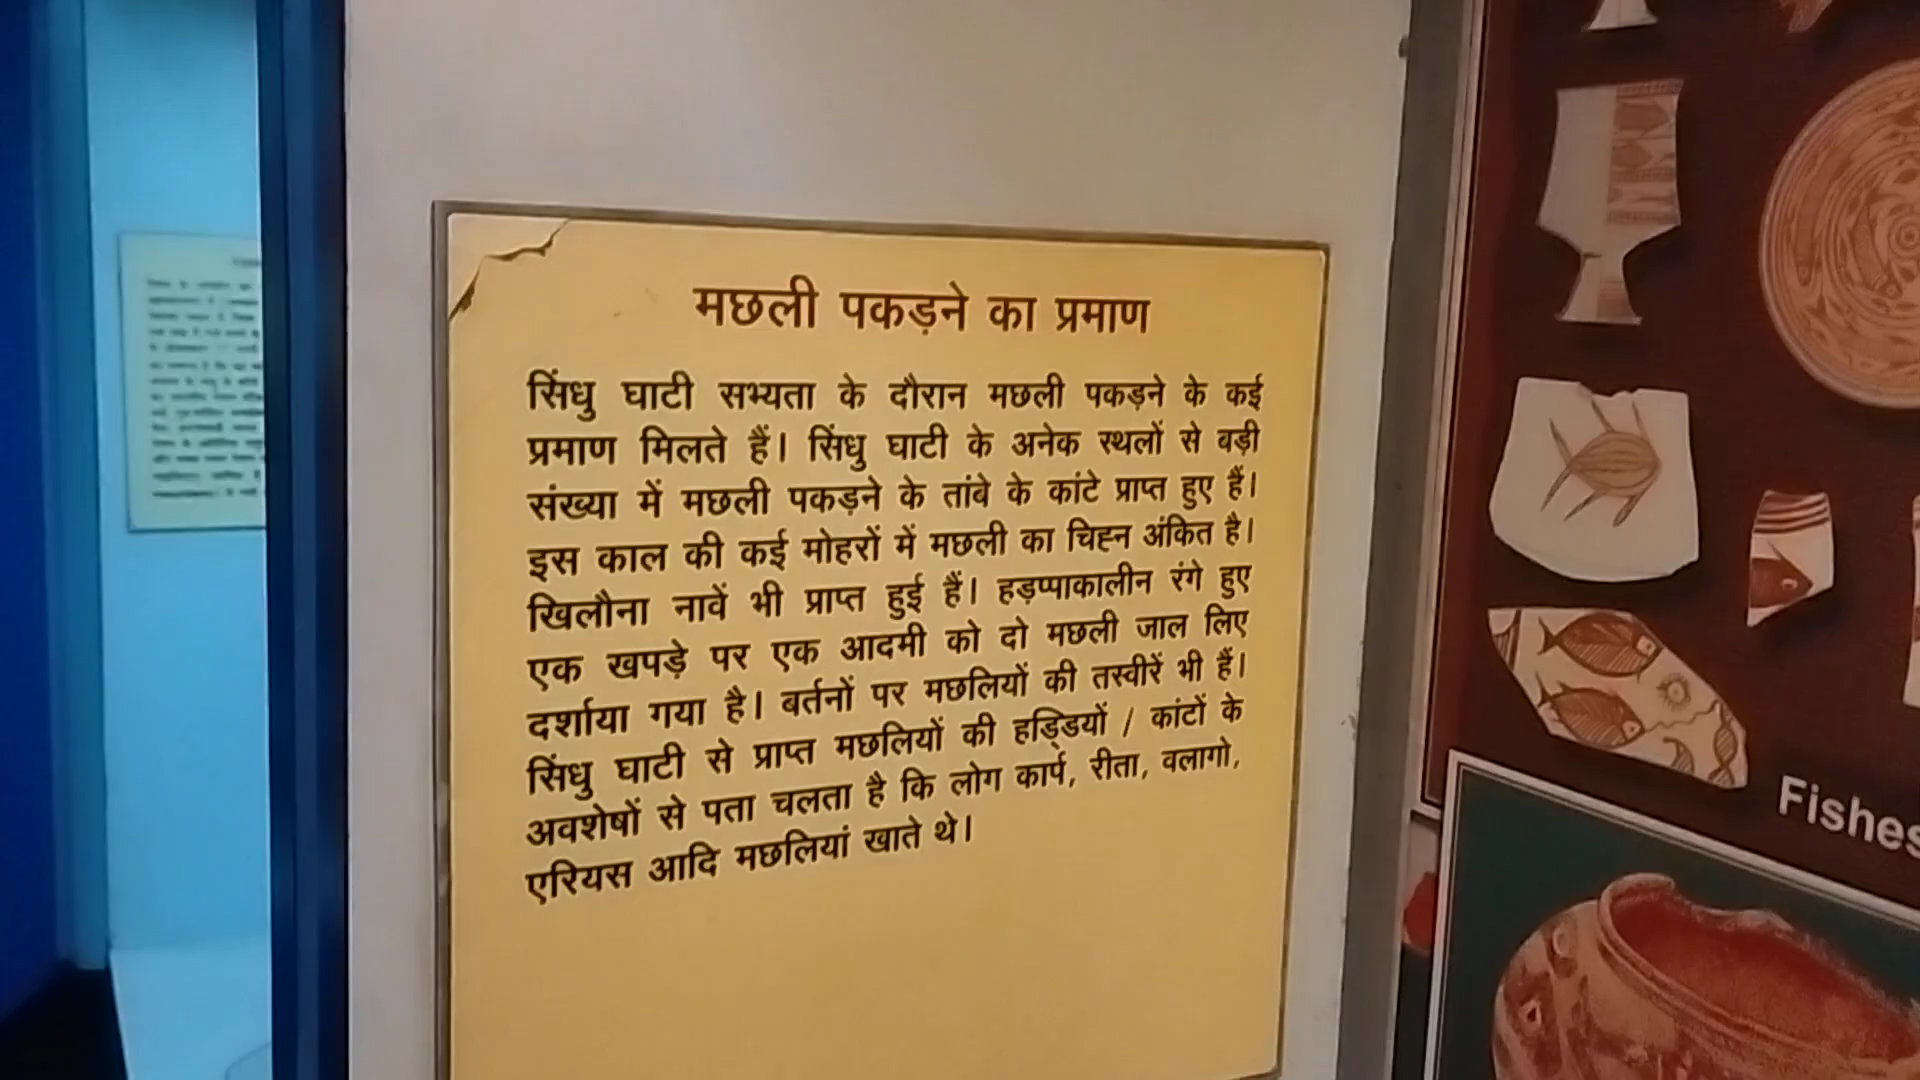 मछली पकड़ने का प्रमाण
सिंधु घाटी सभ्यता के दौरान मछली पकड़ने के कई
प्रमाण मिलते हैं। सिंधु घाटी के अनेक स्थलों से बड़ी
संख्या में मछली पकड़ने के तांबे के कांटे प्राप्त हुए हैं।
इस काल की कई मोहरों में मछली का चिह्न अंकित है।
खिलौना नावें भी प्राप्त हुई हैं। हड़प्पाकालीन रंगे हुए
एक खपड़े पर एक आदमी को दो मछली जाल लिए
दर्शाया गया है। बर्तनों पर मछलियों की तस्वीरें भी हैं।
सिंधु घाटी से प्राप्त मछलियों की हड्डियों / कांटों के
अवशेषों से पता चलता है कि लोग कार्प, रीता, वलागो,
एरियस आदि मछलियां खाते थे।
Fishes